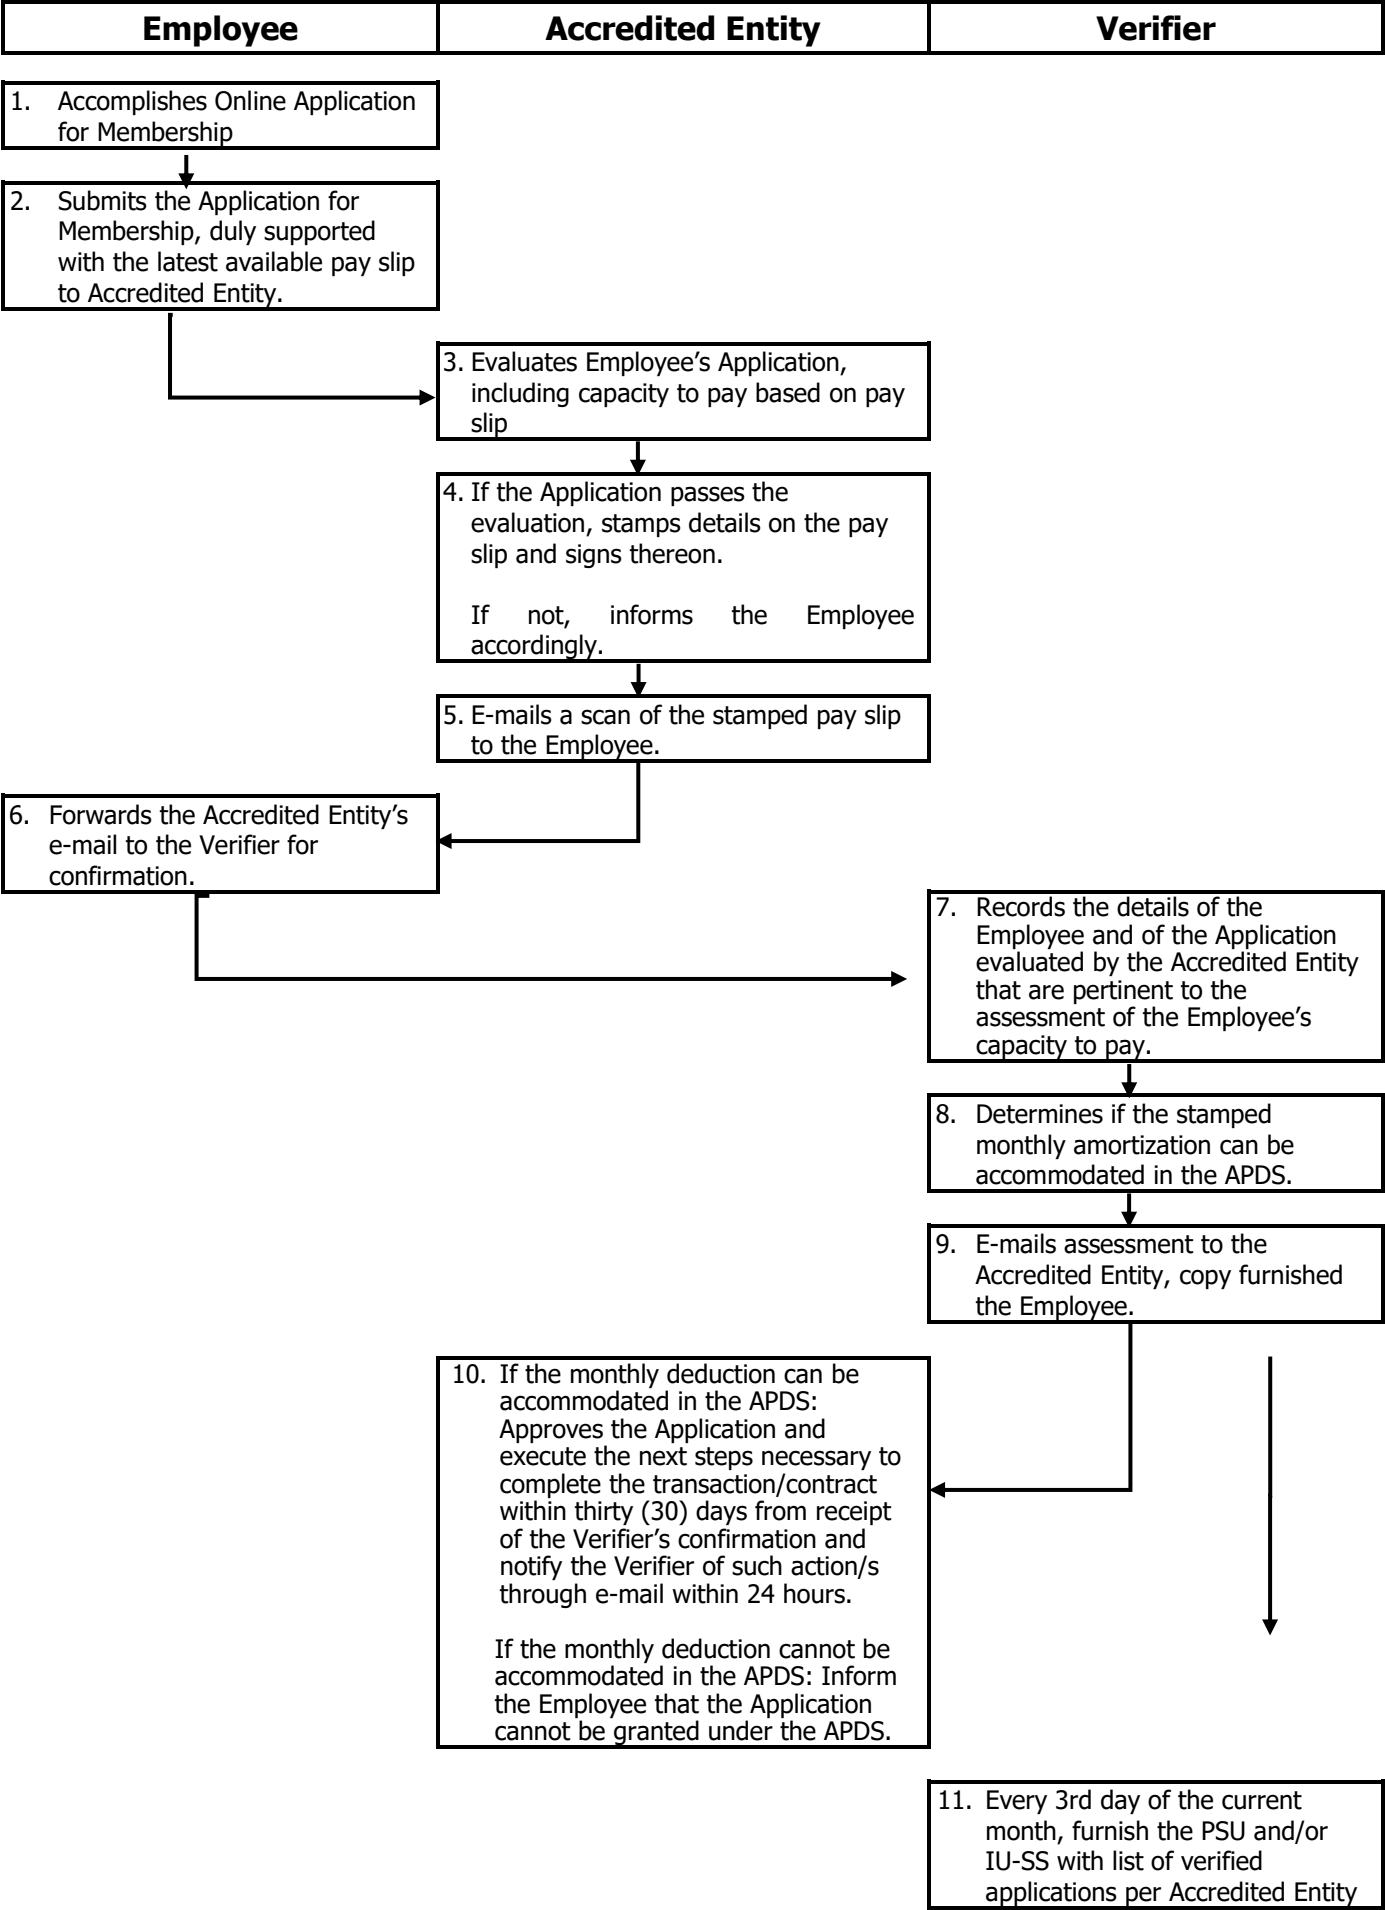 Employee
Accredited Entity
Verifier
1. Accomplishes Online Application
for Membership
2. Submits the Application for
Membership, duly supported
with the latest available pay slip
to Accredited Entity.
3. Evaluates Employee’s Application,
including capacity to pay based on pay
slip
4. If the Application passes the
evaluation, stamps details on the pay
slip and signs thereon.
If not, informs the Employee
accordingly.
5. E-mails a scan of the stamped pay slip
to the Employee.
6. Forwards the Accredited Entity’s
e-mail to the Verifier for
confirmation.
7. Records the details of the
Employee and of the Application
evaluated by the Accredited Entity
that are pertinent to the
assessment of the Employee’s
capacity to pay.
8. Determines if the stamped
monthly amortization can be
accommodated in the APDS.
9. E-mails assessment to the
Accredited Entity, copy furnished
the Employee.
10. If the monthly deduction can be
accommodated in the APDS:
Approves the Application and
execute the next steps necessary to
complete the transaction/contract
within thirty (30) days from receipt
of the Verifier’s confirmation and
notify the Verifier of such action/s
through e-mail within 24 hours.
If the monthly deduction cannot be
accommodated in the APDS: Inform
the Employee that the Application
cannot be granted under the APDS.
11. Every 3rd day of the current
month, furnish the PSU and/or
IU-SS with list of verified
applications per Accredited Entity